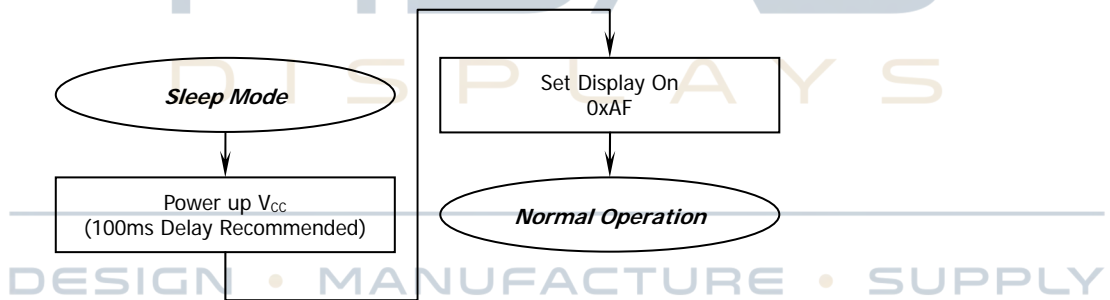 Sleep Mode
Power up VCC
(100ms Delay Recommended)
Set Display On
0xAF
Normal Operation
DISPLAYS
DESIGN • MANUFACTURE • SUPPLY